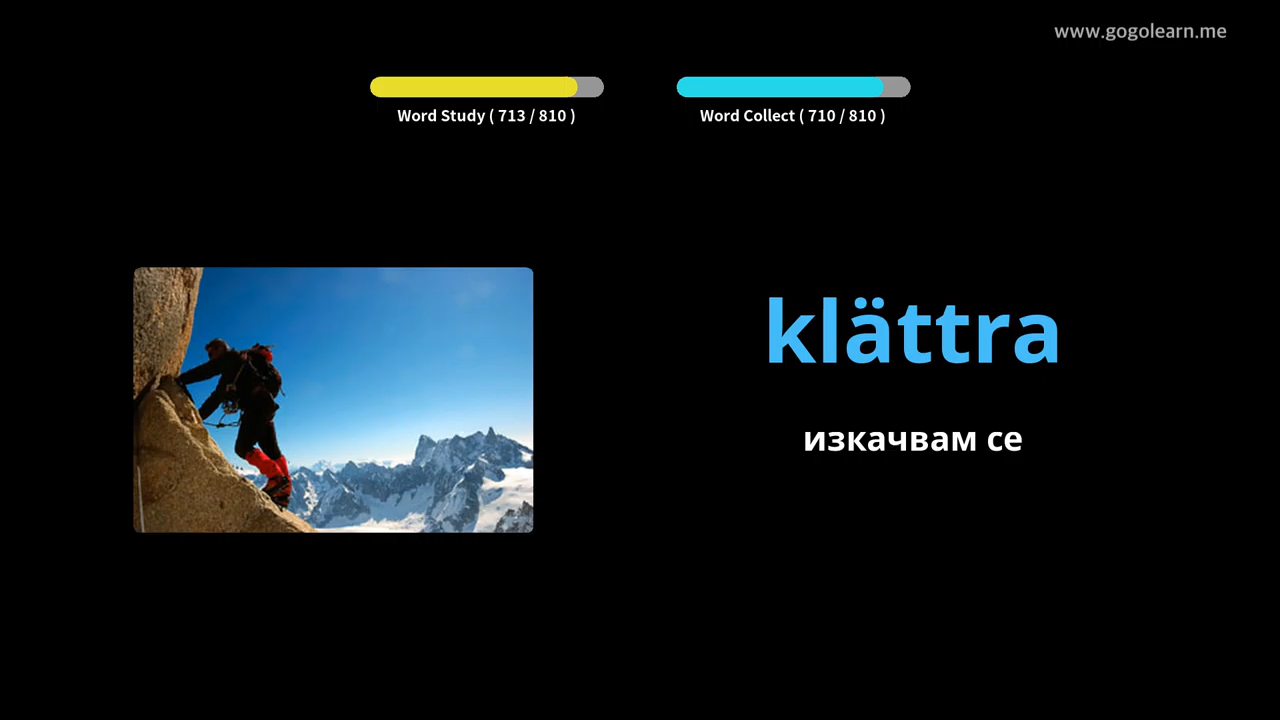 www.gogolearn.me
Word Study ( 713 / 810 )
Word Collect ( 710 / 810 )
klättra
изкачвам се